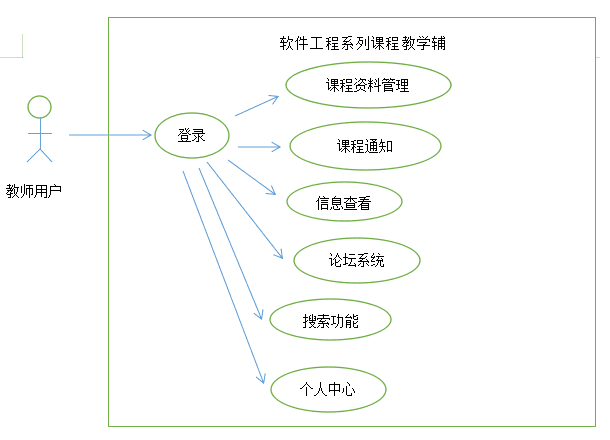 软件工程系列课程教学辅
课程资料管理
登录
课程通知
教师用户
信息查看
论坛系统
搜索功能
个人中心